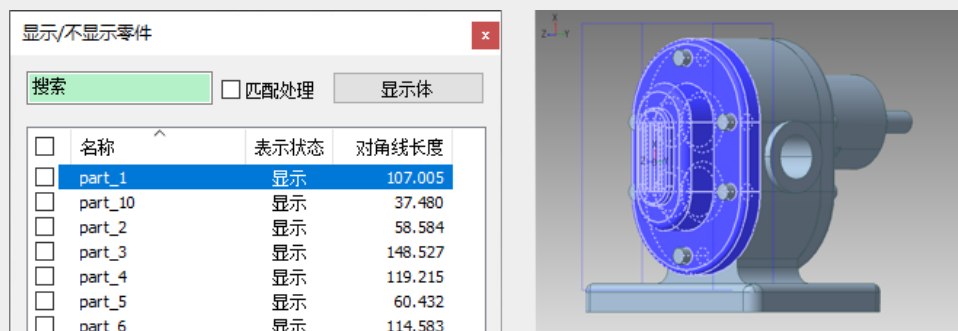 显示/不显示零件
x
搜索
匹配处理
显示体
名称 表示状态 对角线长度
part_1 显示 107.005
part_10 显示 37.480
part_2 显示 58.584
part_3 显示 148.527
part_4 显示 119.215
part_5 显示 60.432
part_6 显示 114.583
X
Z Y